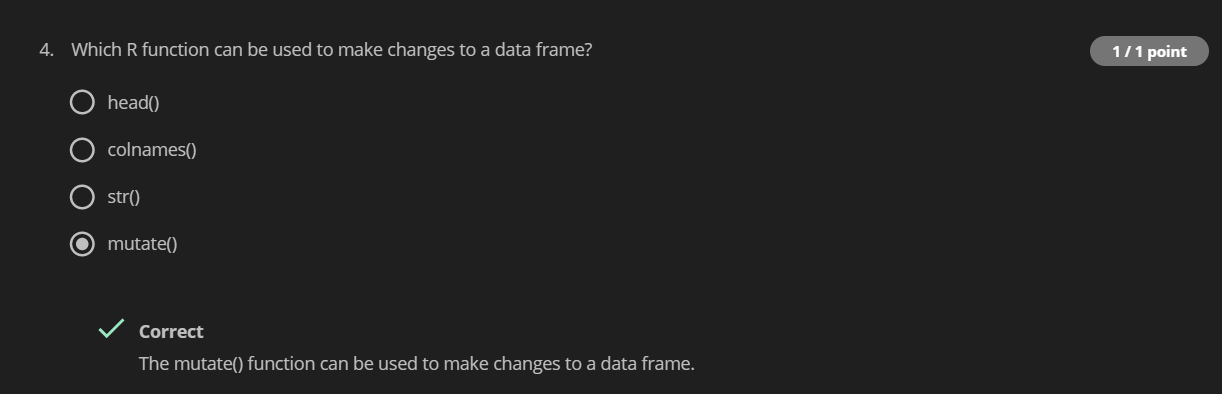 4. Which R function can be used to make changes to a data frame?
1 / 1 point
head()
colnames()
str()
mutate()
Correct
The mutate() function can be used to make changes to a data frame.